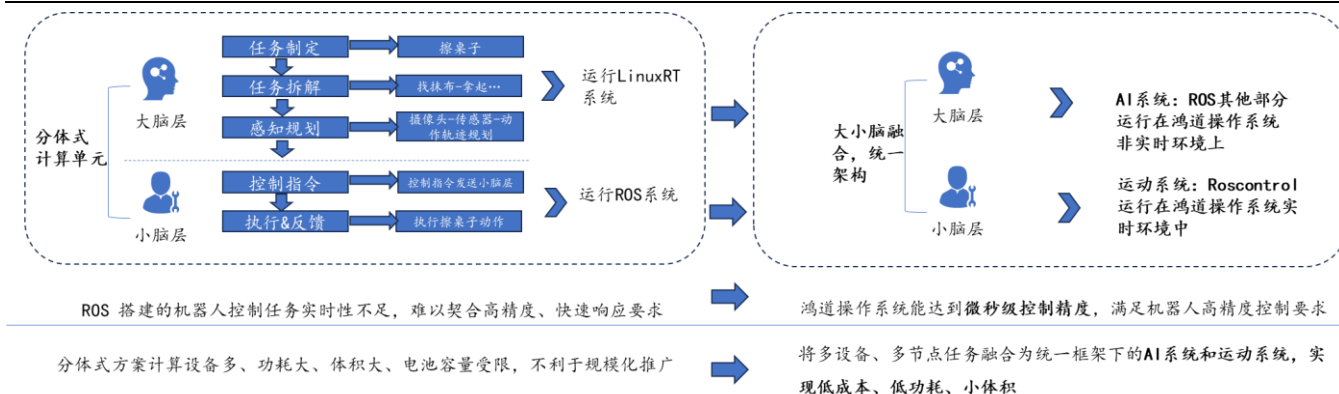 分体式
计算单元
大脑层
小脑层
任务制定
擦桌子
任务拆解
找抹布-拿起…
感知规划
摄像头-传感器-动
作轨迹规划
控制指令
控制指令发送小脑层
执行&反馈
执行擦桌子动作
运行LinuxRT
系统
运行ROS系统
大小脑融
合，统一
架构
大脑层
小脑层
AI系统：ROS其他部分
运行在鸿道操作系统
非实时环境上
运动系统：Roscontrol
运行在鸿道操作系统实
时环境中
ROS 搭建的机器人控制任务实时性不足，难以契合高精度、快速响应要求
鸿道操作系统能达到微秒级控制精度，满足机器人高精度控制要求
分体式方案计算设备多、功耗大、体积大、电池容量受限，不利于规模化推广
将多设备、多节点任务融合为统一框架下的AI系统和运动系统，实
现低成本、低功耗、小体积